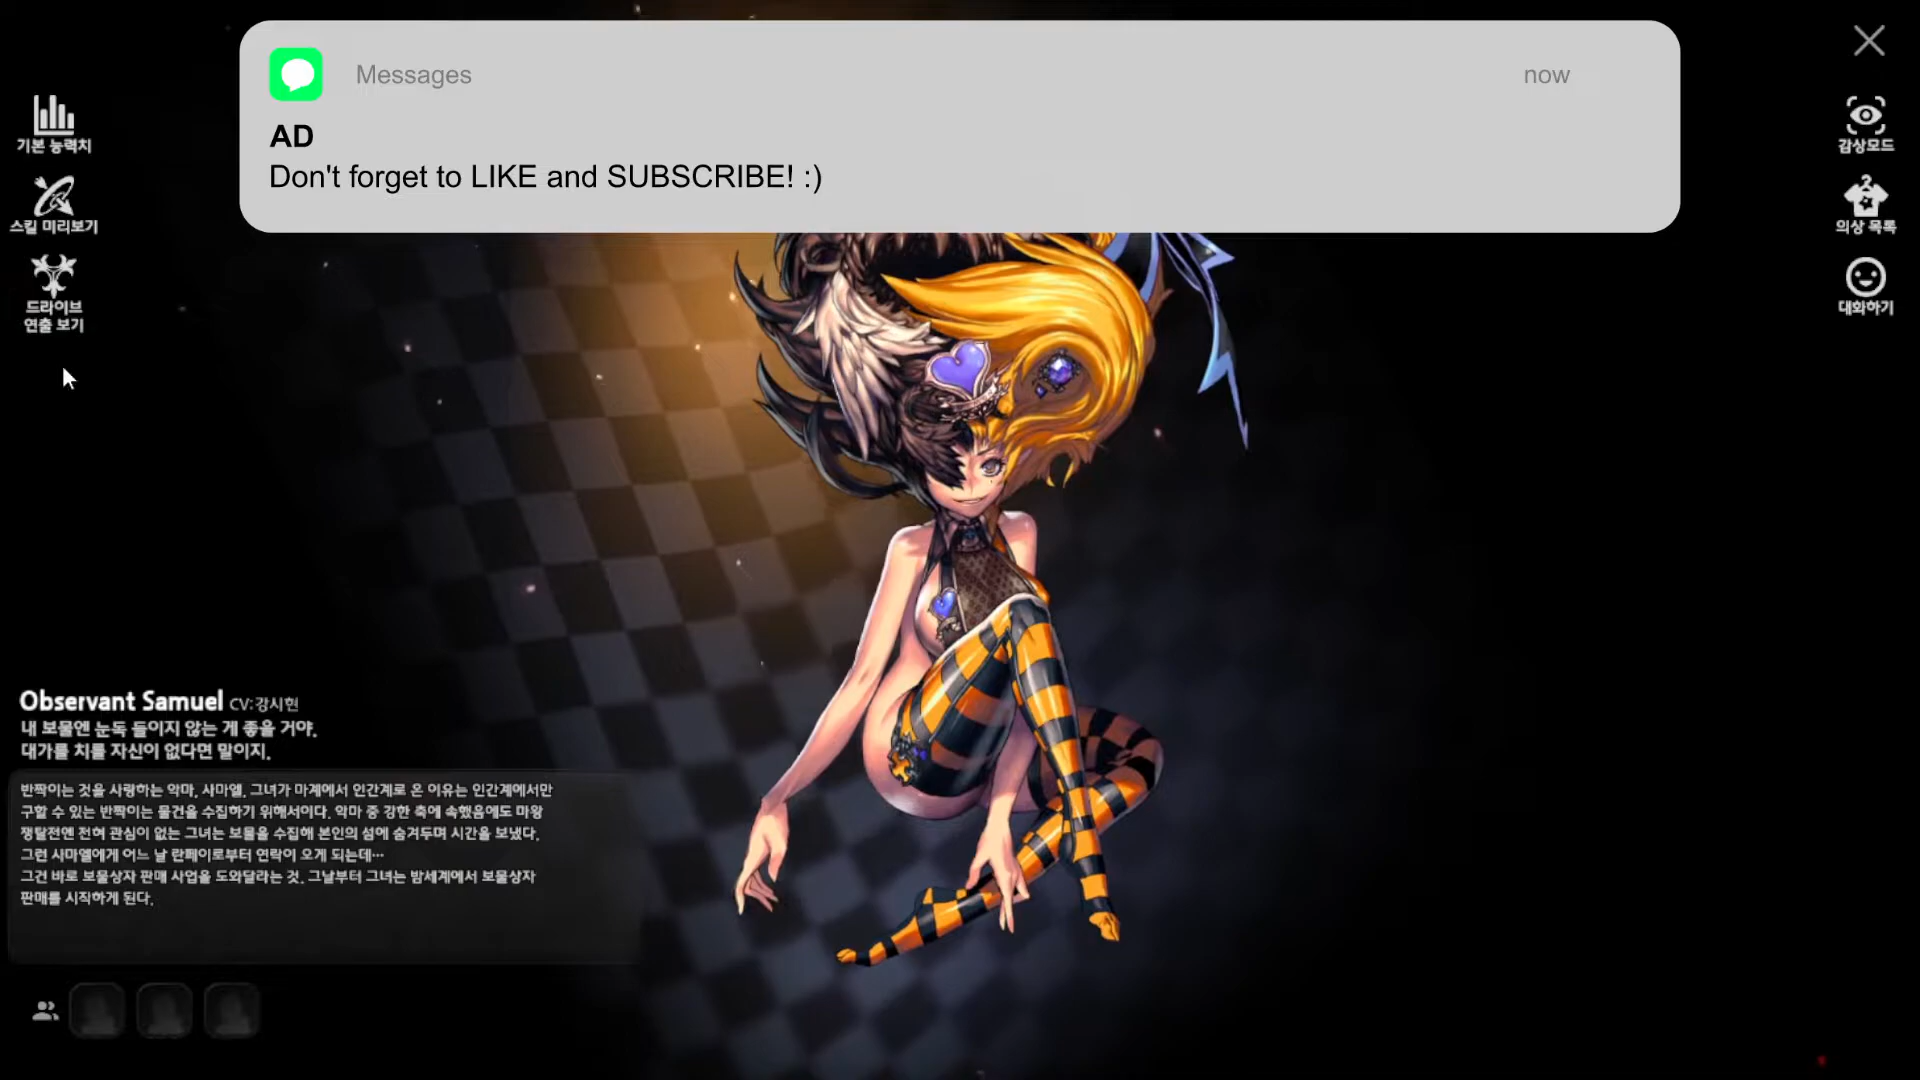 Messages
now
AD
Don't forget to LIKE and SUBSCRIBE! :)
기본 능력치
스킬 미리보기
드라이브
연출 보기
감상모드
의상 목록
대화하기
Observant Samuel CV:강시현
내 보물엔 눈독 들이지 않는 게 좋을 거야.
대가를 치를 자신이 없다면 말이지.
반짝이는 것을 사랑하는 악마, 사마엘. 그녀가 마계에서 인간계로 온 이유는 인간계에서만
구할 수 있는 반짝이는 물건을 수집하기 위해서이다. 악마 중 강한 축에 속했음에도 마왕
쟁탈전엔 전혀 관심이 없는 그녀는 보물을 수집해 본인의 섬에 숨겨두며 시간을 보냈다.
그런 사마엘에게 어느 날 란페이로부터 연락이 오게 되는데…
그건 바로 보물상자 판매 사업을 도와달라는 것. 그날부터 그녀는 밤세계에서 보물상자
판매를 시작하게 된다.